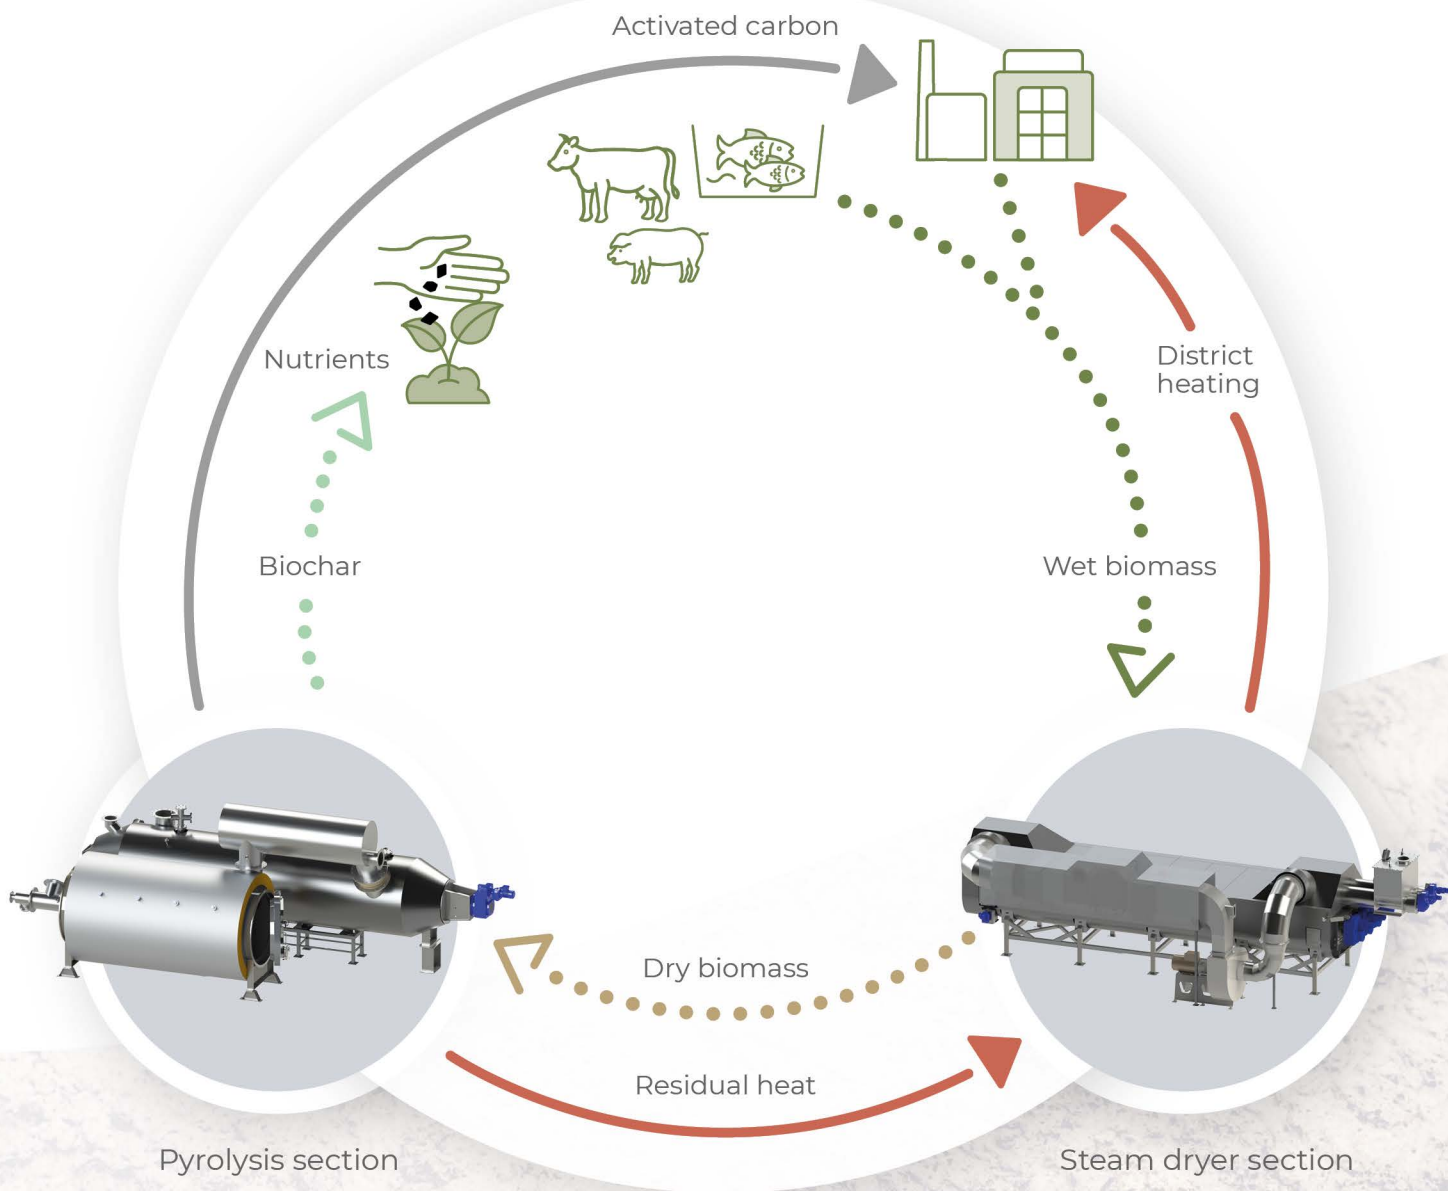 Activated carbon
Nutrients
District
heating
Biochar
Wet biomass
Dry biomass
Residual heat
Pyrolysis section
Steam dryer section